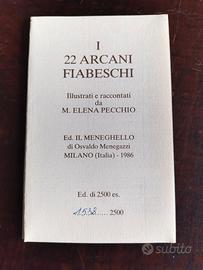 I
22 ARCANI
FIABESCHI
Illustrati e raccontati
da
M. ELENA PECCHIO
Ed. IL MENEGHELLO
di Osvaldo Menegazzi
MILANO (Italia) - 1986
Ed. di 2500 es.
1532...... 2500
subito